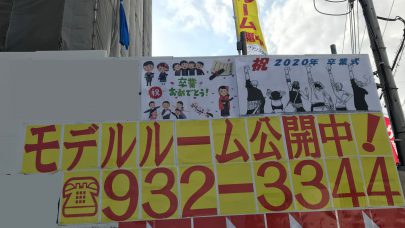 祝
卒業
おめでとう!
祝 2020年 卒業式
モデルルーム公開中!
☎932-3344